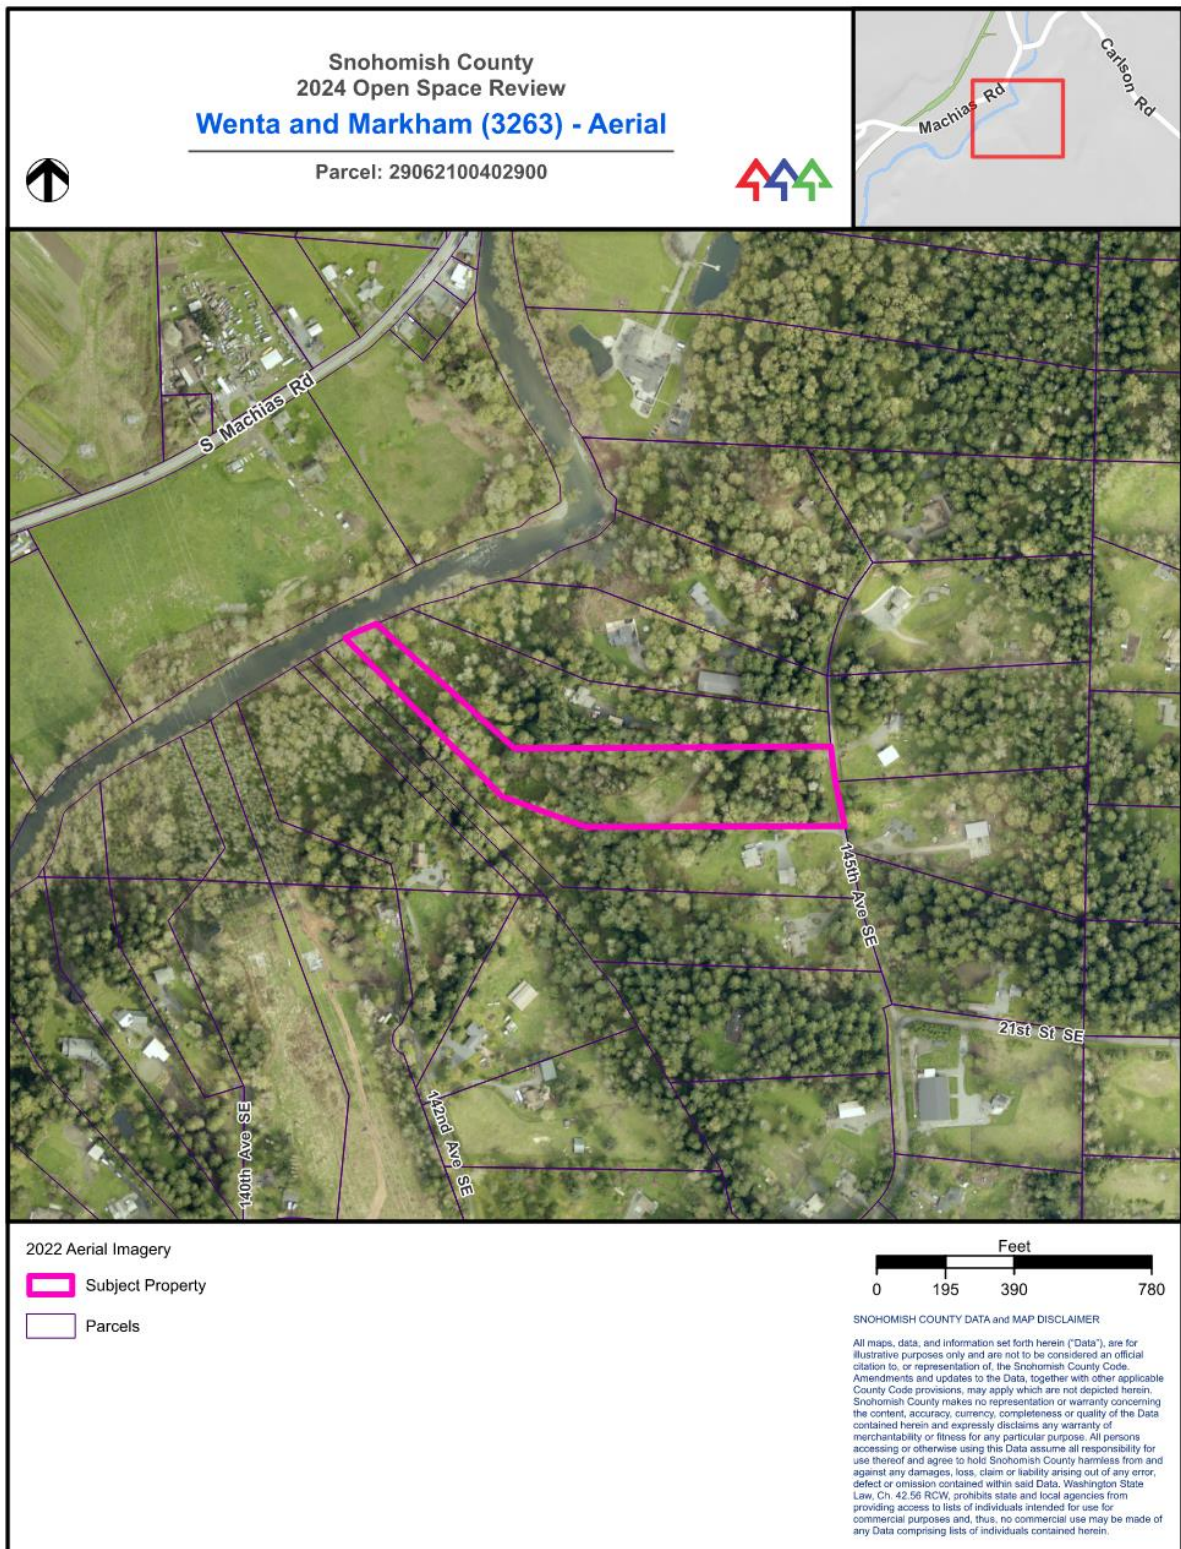 Snohomish County
2024 Open Space Review
Wenta and Markham (3263) - Aerial
Parcel: 29062100402900
Machias Rd
Carlson Rd
S Machias Rd
145th Ave SE
21st St SE
142nd Ave SE
140th Ave SE
2022 Aerial Imagery
Subject Property
Parcels
Feet
0 195 390 780
SNOHOMISH COUNTY DATA and MAP DISCLAIMER
All maps, data, and information set forth herein ("Data"), are for
illustrative purposes only and are not to be considered an official
citation to, or representation of, the Snohomish County Code.
Amendments and updates to the Data, together with other applicable
County Code provisions, may apply which are not depicted herein.
Snohomish County makes no representation or warranty concerning
the content, accuracy, currency, completeness or quality of the Data
contained herein and expressly disclaims any warranty of
merchantability or fitness for any particular purpose. All persons
accessing or otherwise using this Data assume all responsibility for
use thereof and agree to hold Snohomish County harmless from and
against any damages, loss, claim or liability arising out of any error,
defect or omission contained within said Data. Washington State
Law, Ch. 42.56 RCW, prohibits state and local agencies from
providing access to lists of individuals intended for use for
commercial purposes and, thus, no commercial use may be made of
any Data comprising lists of individuals contained herein.